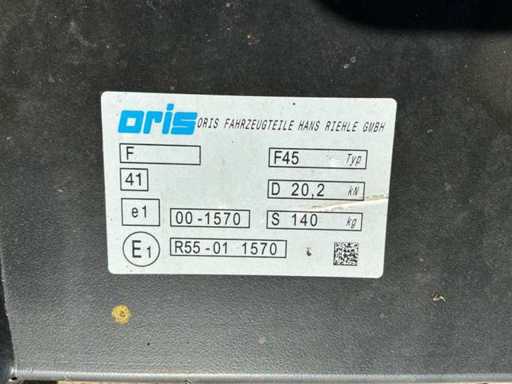 oris ORIS FAHRZEUGTEILE HANS RIEHLE GMBH
F F45 Typ
41 D 20,2 kN
e1 00-1570 S 140 kg
E1 R55-01 1570